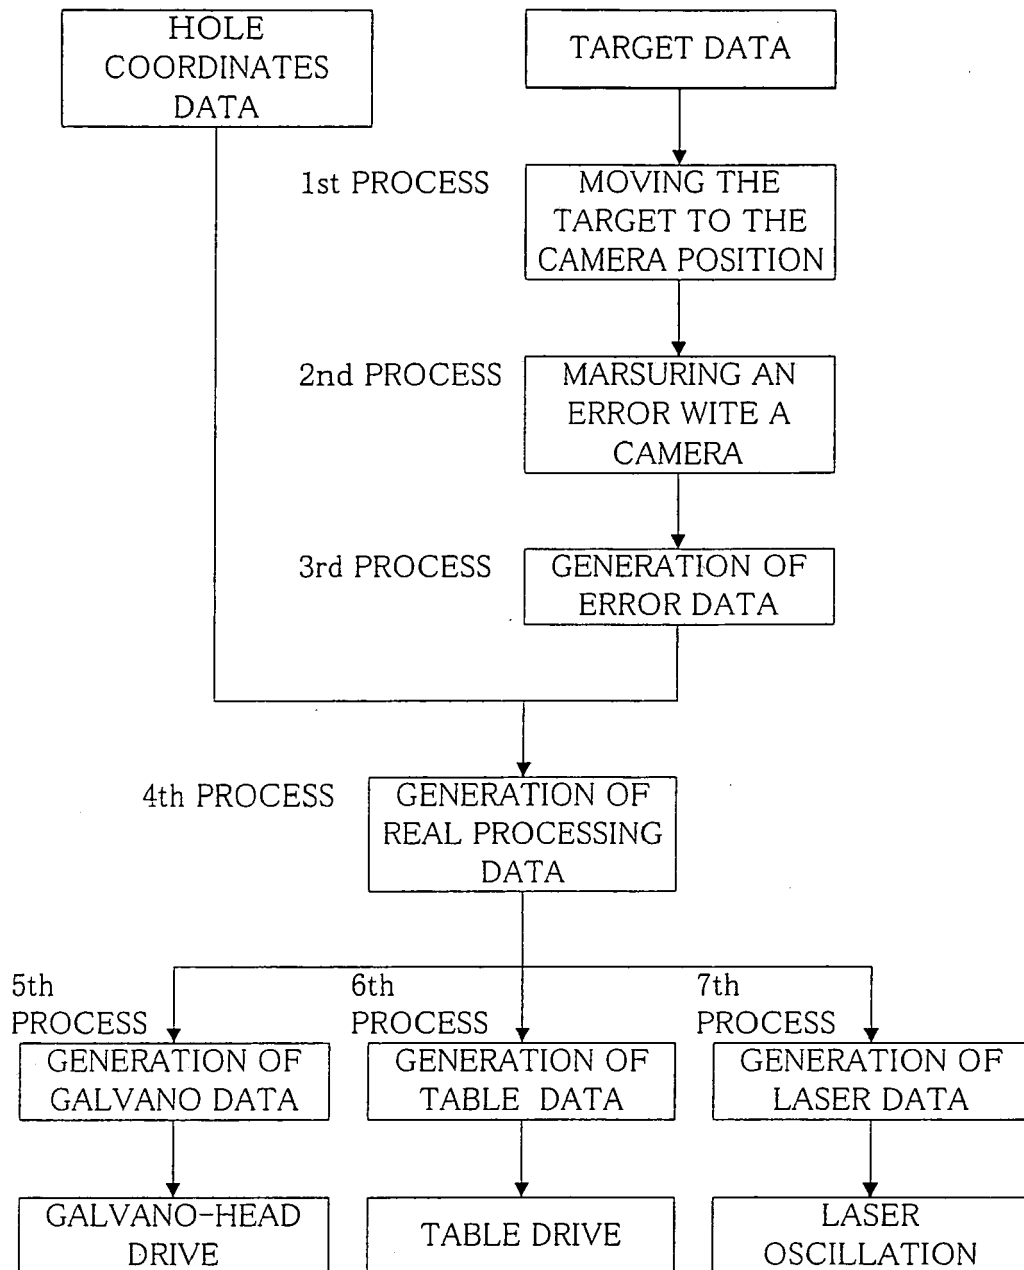 HOLE
COORDINATES
DATA
TARGET DATA
1st PROCESS
MOVING THE
TARGET TO THE
CAMERA POSITION
2nd PROCESS
MARSURING AN
ERROR WITE A
CAMERA
3rd PROCESS
GENERATION OF
ERROR DATA
4th PROCESS
GENERATION OF
REAL PROCESSING
DATA
5th
PROCESS
GENERATION OF
GALVANO DATA
6th
PROCESS
GENERATION OF
TABLE DATA
7th
PROCESS
GENERATION OF
LASER DATA
GALVANO-HEAD
DRIVE
TABLE DRIVE
LASER
OSCILLATION